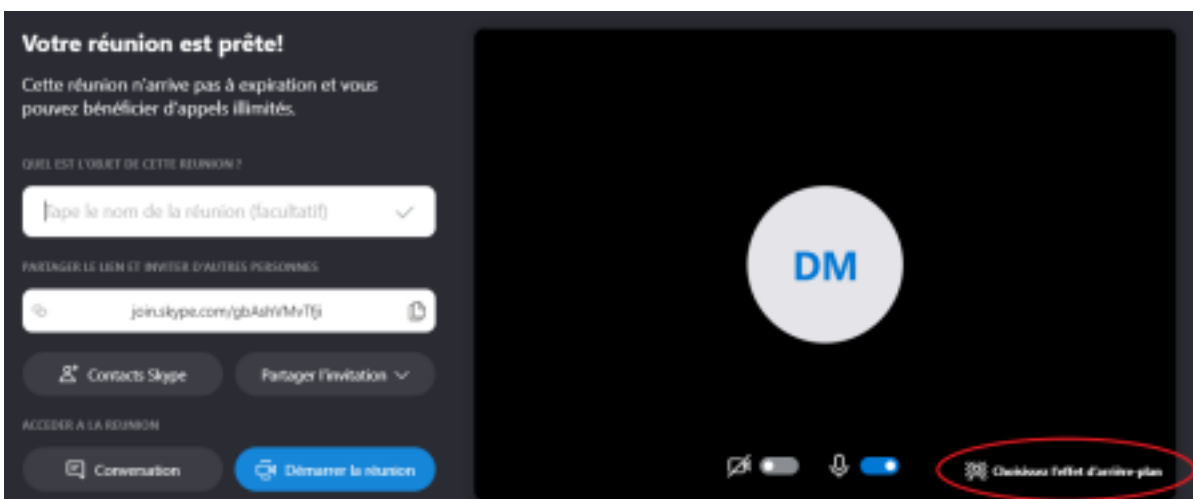 Votre réunion est prête!
Cette réunion n'arrive pas à expiration et vous
pouvez bénéficier d'appels illimités.
QUEL EST L'OBJET DE CETTE REUNION ?
Tape le nom de la réunion (facultatif)
PARTAGER LE LIEN ET INVITER D'AUTRES PERSONNES
join.skype.com/gbAshVMvTfji
Contacts Skype
Partager l'invitation
ACCEDER A LA REUNION
Conversation
Démarrer la réunion
DM
Choisissez l'effet d'arrière-plan